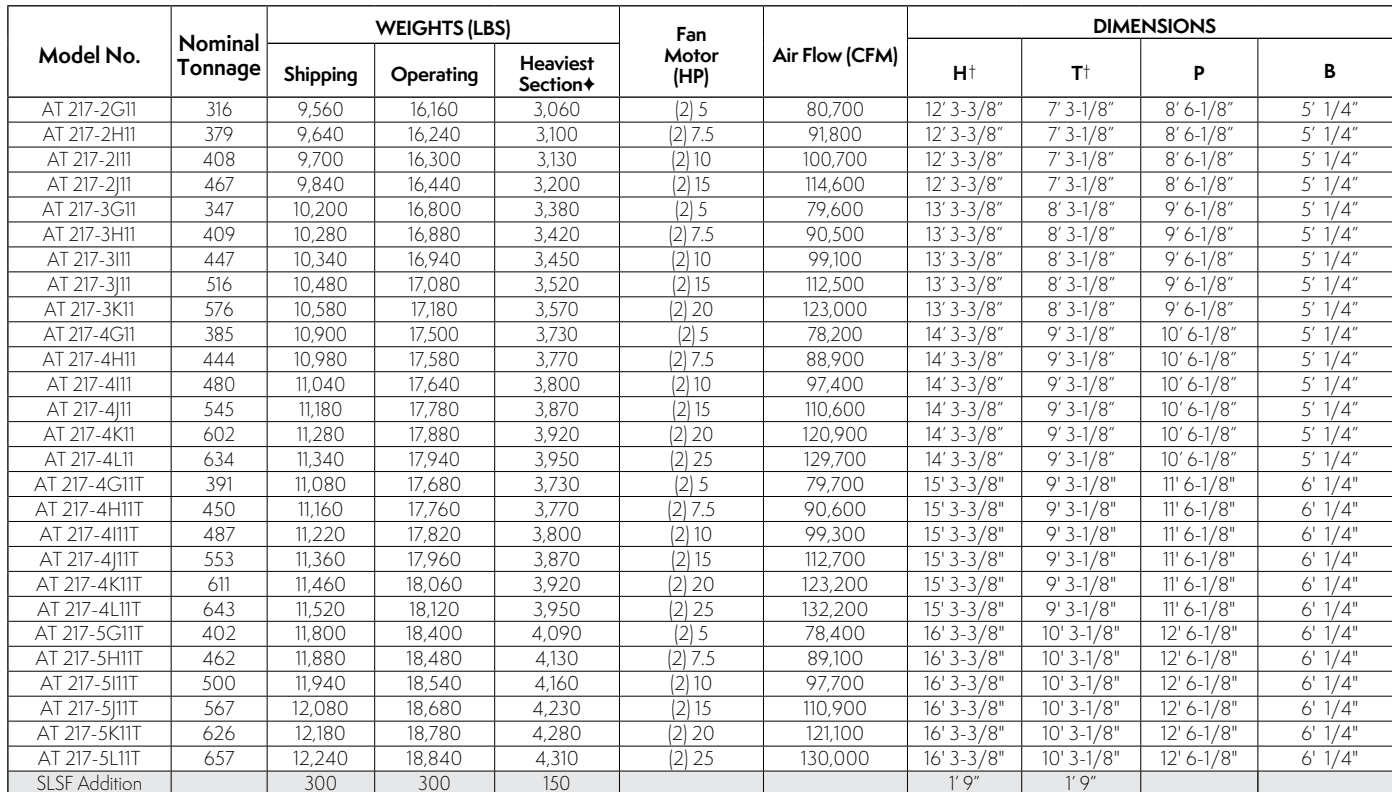 Model No. Nominal Tonnage WEIGHTS (LBS) Fan Motor (HP) Air Flow (CFM) DIMENSIONS
Shipping Operating Heaviest Section✦ H† T† P B
AT 217-2G11 316 9,560 16,160 3,060 (2) 5 80,700 12′ 3-3/8″ 7′ 3-1/8″ 8′ 6-1/8″ 5′ 1/4″
AT 217-2H11 379 9,640 16,240 3,100 (2) 7.5 91,800 12′ 3-3/8″ 7′ 3-1/8″ 8′ 6-1/8″ 5′ 1/4″
AT 217-2I11 408 9,700 16,300 3,130 (2) 10 100,700 12′ 3-3/8″ 7′ 3-1/8″ 8′ 6-1/8″ 5′ 1/4″
AT 217-2J11 467 9,840 16,440 3,200 (2) 15 114,600 12′ 3-3/8″ 7′ 3-1/8″ 8′ 6-1/8″ 5′ 1/4″
AT 217-3G11 347 10,200 16,800 3,380 (2) 5 79,600 13′ 3-3/8″ 8′ 3-1/8″ 9′ 6-1/8″ 5′ 1/4″
AT 217-3H11 409 10,280 16,880 3,420 (2) 7.5 90,500 13′ 3-3/8″ 8′ 3-1/8″ 9′ 6-1/8″ 5′ 1/4″
AT 217-3I11 447 10,340 16,940 3,450 (2) 10 99,100 13′ 3-3/8″ 8′ 3-1/8″ 9′ 6-1/8″ 5′ 1/4″
AT 217-3J11 516 10,480 17,080 3,520 (2) 15 112,500 13′ 3-3/8″ 8′ 3-1/8″ 9′ 6-1/8″ 5′ 1/4″
AT 217-3K11 576 10,580 17,180 3,570 (2) 20 123,000 13′ 3-3/8″ 8′ 3-1/8″ 9′ 6-1/8″ 5′ 1/4″
AT 217-4G11 385 10,900 17,500 3,730 (2) 5 78,200 14′ 3-3/8″ 9′ 3-1/8″ 10′ 6-1/8″ 5′ 1/4″
AT 217-4H11 444 10,980 17,580 3,770 (2) 7.5 88,900 14′ 3-3/8″ 9′ 3-1/8″ 10′ 6-1/8″ 5′ 1/4″
AT 217-4I11 480 11,040 17,640 3,800 (2) 10 97,400 14′ 3-3/8″ 9′ 3-1/8″ 10′ 6-1/8″ 5′ 1/4″
AT 217-4J11 545 11,180 17,780 3,870 (2) 15 110,600 14′ 3-3/8″ 9′ 3-1/8″ 10′ 6-1/8″ 5′ 1/4″
AT 217-4K11 602 11,280 17,880 3,920 (2) 20 120,900 14′ 3-3/8″ 9′ 3-1/8″ 10′ 6-1/8″ 5′ 1/4″
AT 217-4L11 634 11,340 17,940 3,950 (2) 25 129,700 14′ 3-3/8″ 9′ 3-1/8″ 10′ 6-1/8″ 5′ 1/4″
AT 217-4G11T 391 11,080 17,680 3,730 (2) 5 79,700 15' 3-3/8" 9' 3-1/8" 11' 6-1/8" 6' 1/4"
AT 217-4H11T 450 11,160 17,760 3,770 (2) 7.5 90,600 15' 3-3/8" 9' 3-1/8" 11' 6-1/8" 6' 1/4"
AT 217-4I11T 487 11,220 17,820 3,800 (2) 10 99,300 15' 3-3/8" 9' 3-1/8" 11' 6-1/8" 6' 1/4"
AT 217-4J11T 553 11,360 17,960 3,870 (2) 15 112,700 15' 3-3/8" 9' 3-1/8" 11' 6-1/8" 6' 1/4"
AT 217-4K11T 611 11,460 18,060 3,920 (2) 20 123,200 15' 3-3/8" 9' 3-1/8" 11' 6-1/8" 6' 1/4"
AT 217-4L11T 643 11,520 18,120 3,950 (2) 25 132,200 15' 3-3/8" 9' 3-1/8" 11' 6-1/8" 6' 1/4"
AT 217-5G11T 402 11,800 18,400 4,090 (2) 5 78,400 16' 3-3/8" 10' 3-1/8" 12' 6-1/8" 6' 1/4"
AT 217-5H11T 462 11,880 18,480 4,130 (2) 7.5 89,100 16' 3-3/8" 10' 3-1/8" 12' 6-1/8" 6' 1/4"
AT 217-5I11T 500 11,940 18,540 4,160 (2) 10 97,700 16' 3-3/8" 10' 3-1/8" 12' 6-1/8" 6' 1/4"
AT 217-5J11T 567 12,080 18,680 4,230 (2) 15 110,900 16' 3-3/8" 10' 3-1/8" 12' 6-1/8" 6' 1/4"
AT 217-5K11T 626 12,180 18,780 4,280 (2) 20 121,100 16' 3-3/8" 10' 3-1/8" 12' 6-1/8" 6' 1/4"
AT 217-5L11T 657 12,240 18,840 4,310 (2) 25 130,000 16' 3-3/8" 10' 3-1/8" 12' 6-1/8" 6' 1/4"
SLSF Addition 300 300 150 1′ 9″ 1′ 9″